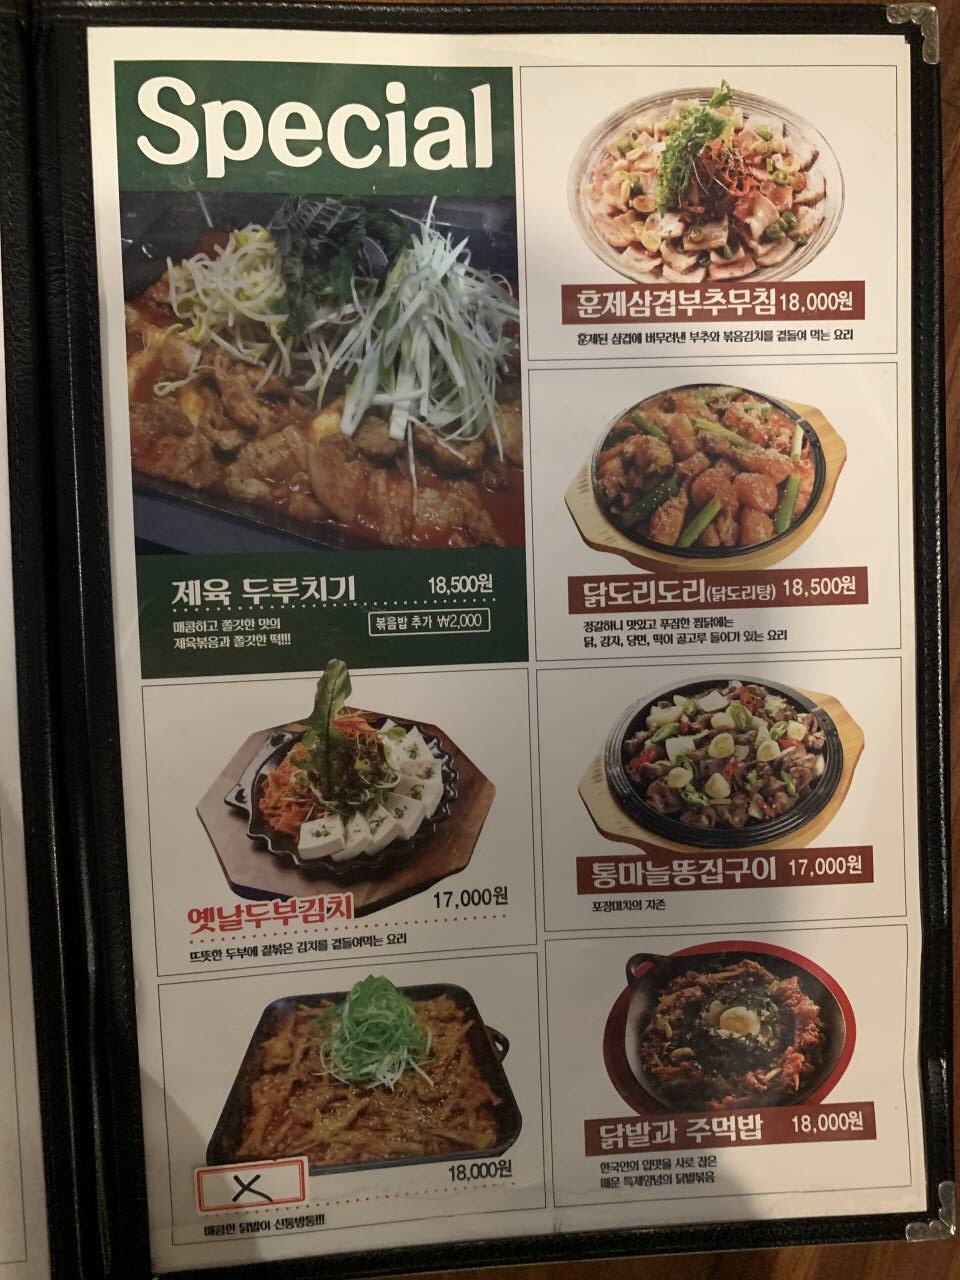 Special
제육 두루치기 18,500원
매콤하고 쫄깃한 맛의
제육볶음과 쫄깃한 떡!!!
볶음밥 추가 ₩2,000
훈제삼겹부추무침 18,000원
훈제된 삼겹에 버무려낸 부추와 볶음김치를 곁들여 먹는 요리
닭도리도리(닭도리탕) 18,500원
정갈하니 맛있고 푸짐한 찜닭에는
닭, 감자, 당면, 떡이 골고루 들어가 있는 요리
옛날두부김치 17,000원
뜨뜻한 두부에 잘볶은 김치를 곁들여먹는 요리
통마늘똥집구이 17,000원
포장마차의 자존
18,000원
X
매콤한 닭발이 신통방통!!!
닭발과 주먹밥 18,000원
한국인의 입맛을 사로 잡은
매운 특제양념의 닭발볶음